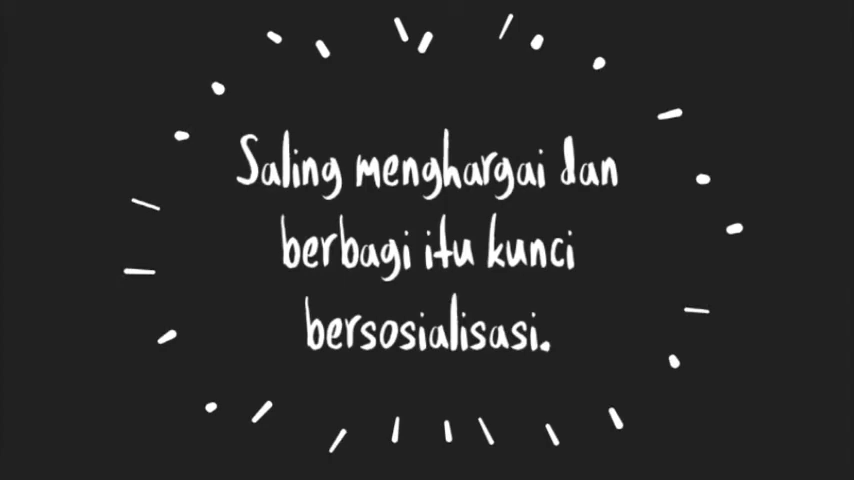 Saling menghargai dan
berbagi itu kunci
bersosialisasi.